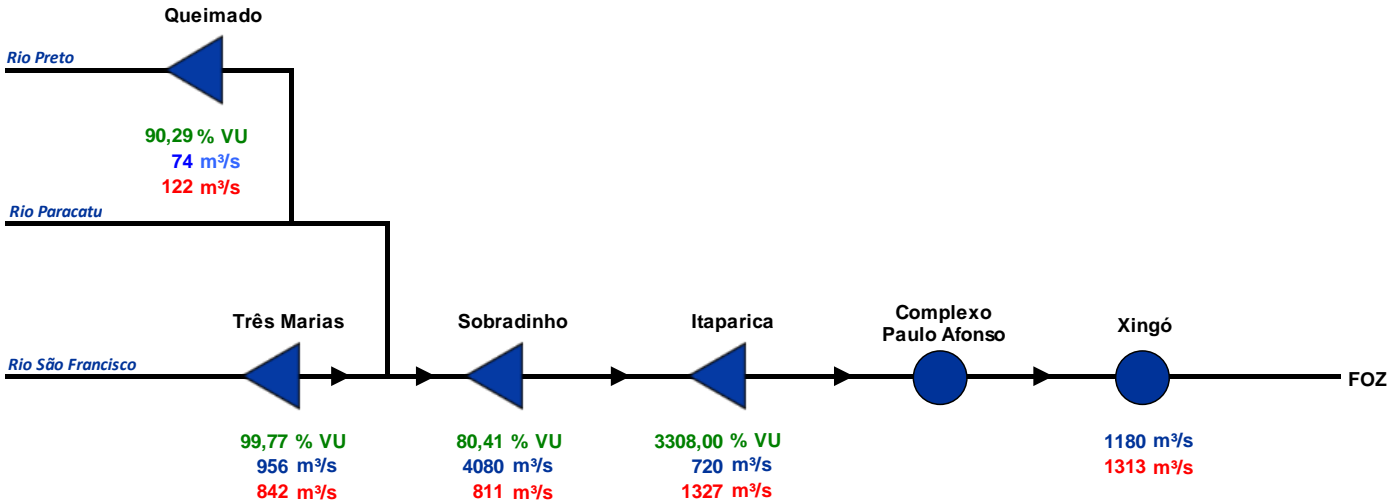 Queimado
Rio Preto
90,29 % VU
74 m³/s
122 m³/s
Rio Paracatu
Três Marias
Sobradinho
Itaparica
Complexo
Paulo Afonso
Xingó
Rio São Francisco
FOZ
99,77 % VU
956 m³/s
842 m³/s
80,41 % VU
4080 m³/s
811 m³/s
3308,00 % VU
720 m³/s
1327 m³/s
1180 m³/s
1313 m³/s